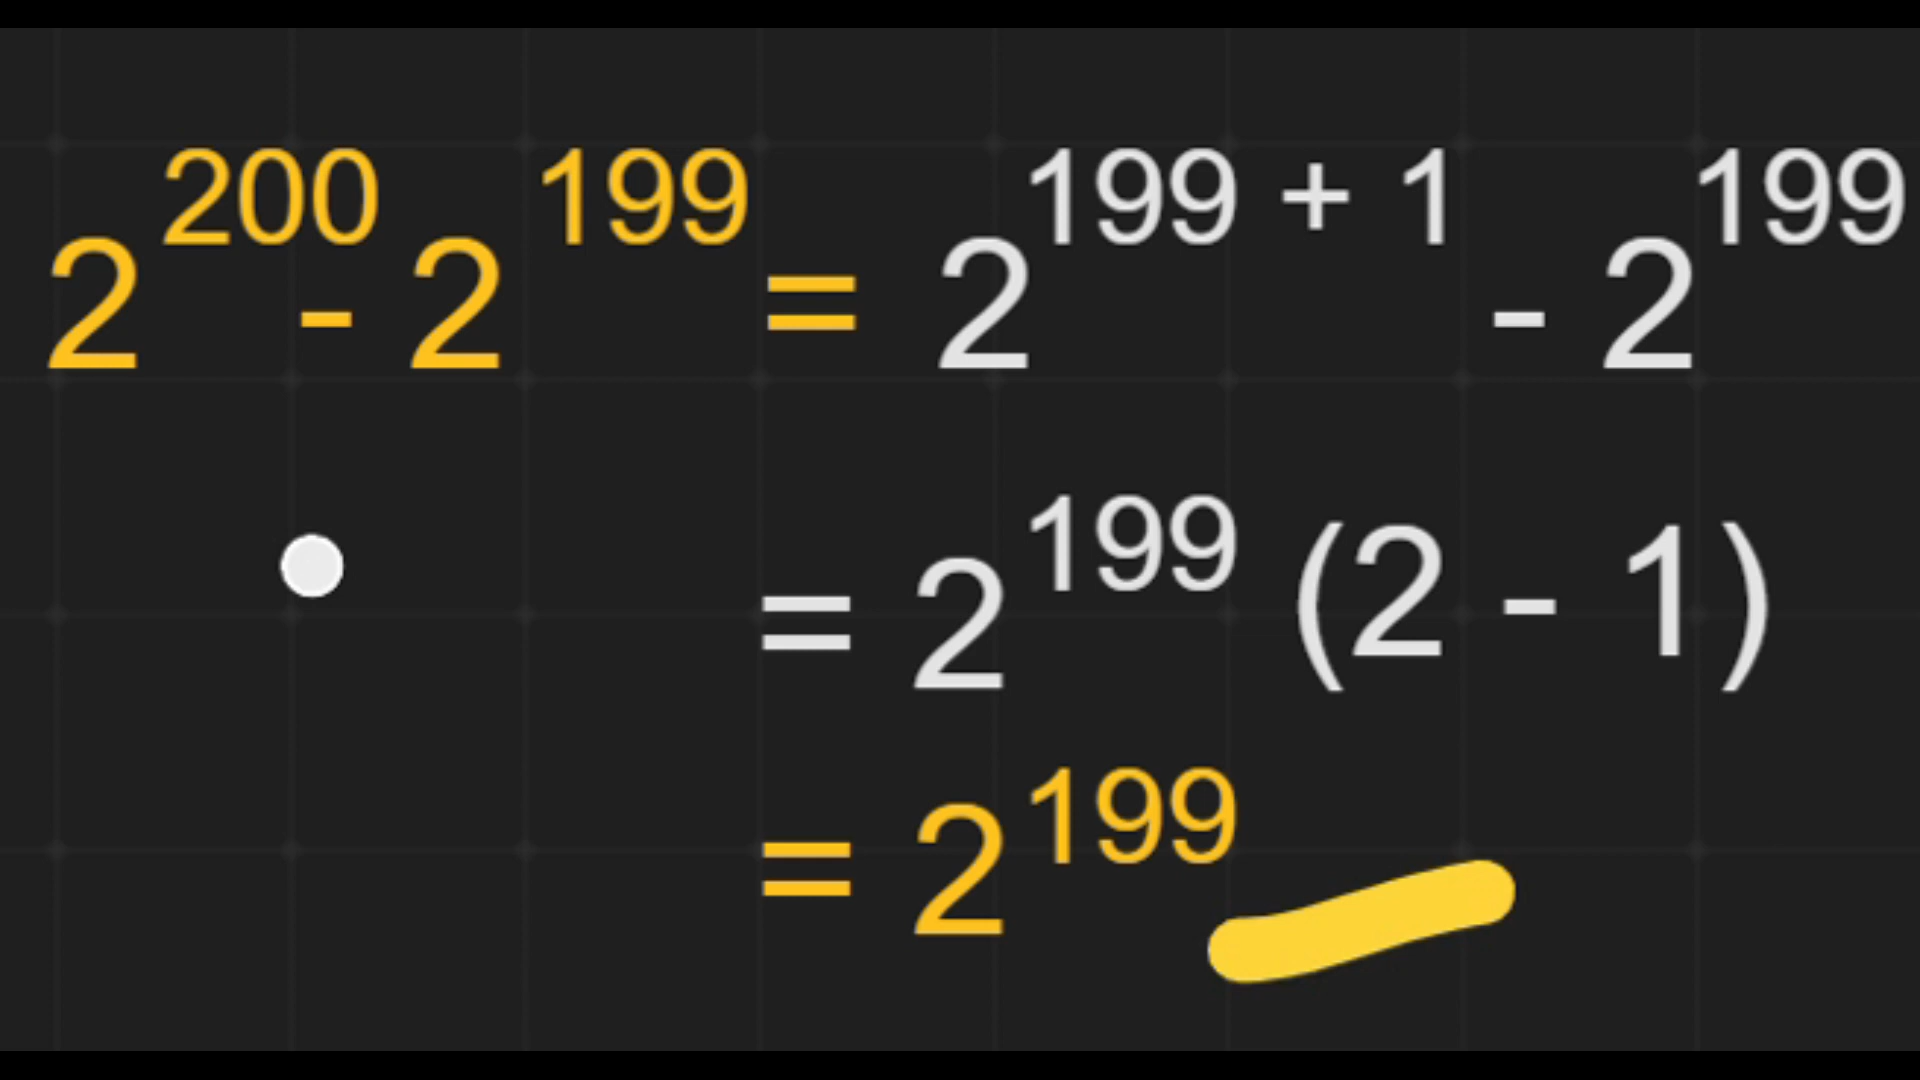 2^200 - 2^199 = 2^199 + 1 - 2^199
= 2^199 (2 - 1)
= 2^199